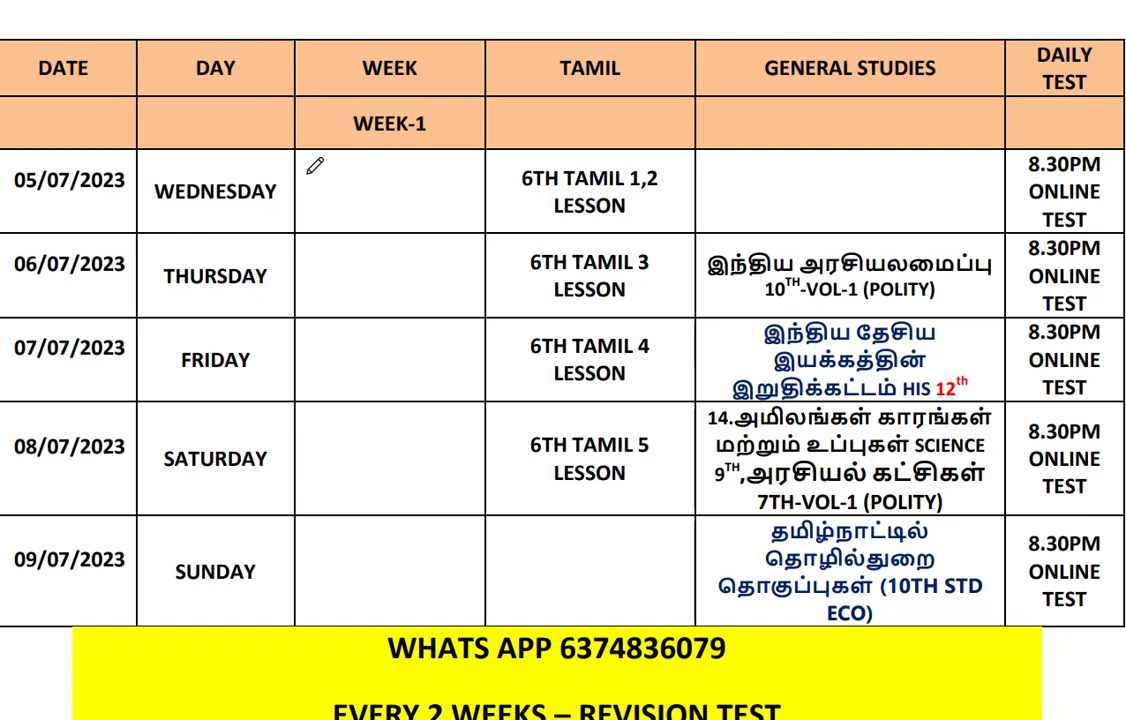 DATE DAY WEEK TAMIL GENERAL STUDIES DAILY TEST
WEEK-1
05/07/2023 WEDNESDAY 6TH TAMIL 1,2 LESSON 8.30PM ONLINE TEST
06/07/2023 THURSDAY 6TH TAMIL 3 LESSON இந்திய அரசியலமைப்பு 10TH-VOL-1 (POLITY) 8.30PM ONLINE TEST
07/07/2023 FRIDAY 6TH TAMIL 4 LESSON இந்திய தேசிய இயக்கத்தின் இறுதிக்கட்டம் HIS 12th 8.30PM ONLINE TEST
08/07/2023 SATURDAY 6TH TAMIL 5 LESSON 14.அமிலங்கள் காரங்கள் மற்றும் உப்புகள் SCIENCE 9TH,அரசியல் கட்சிகள் 7TH-VOL-1 (POLITY) 8.30PM ONLINE TEST
09/07/2023 SUNDAY தமிழ்நாட்டில் தொழில்துறை தொகுப்புகள் (10TH STD ECO) 8.30PM ONLINE TEST
WHATS APP 6374836079
EVERY 2 WEEKS – REVISION TEST